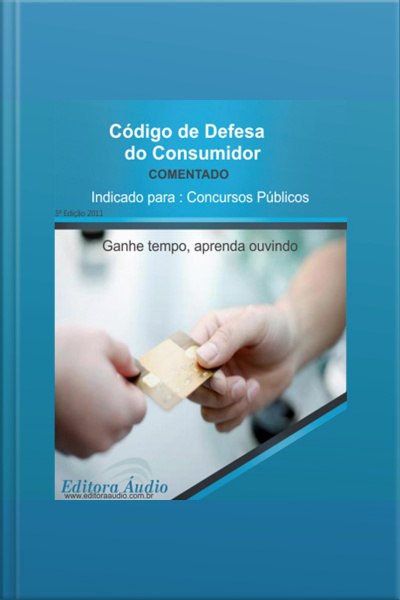 Código de Defesa
do Consumidor
COMENTADO
Indicado para : Concursos Públicos
3ª Edição 2011
Ganhe tempo, aprenda ouvindo
Editora Áudio
www.editoraaudio.com.br